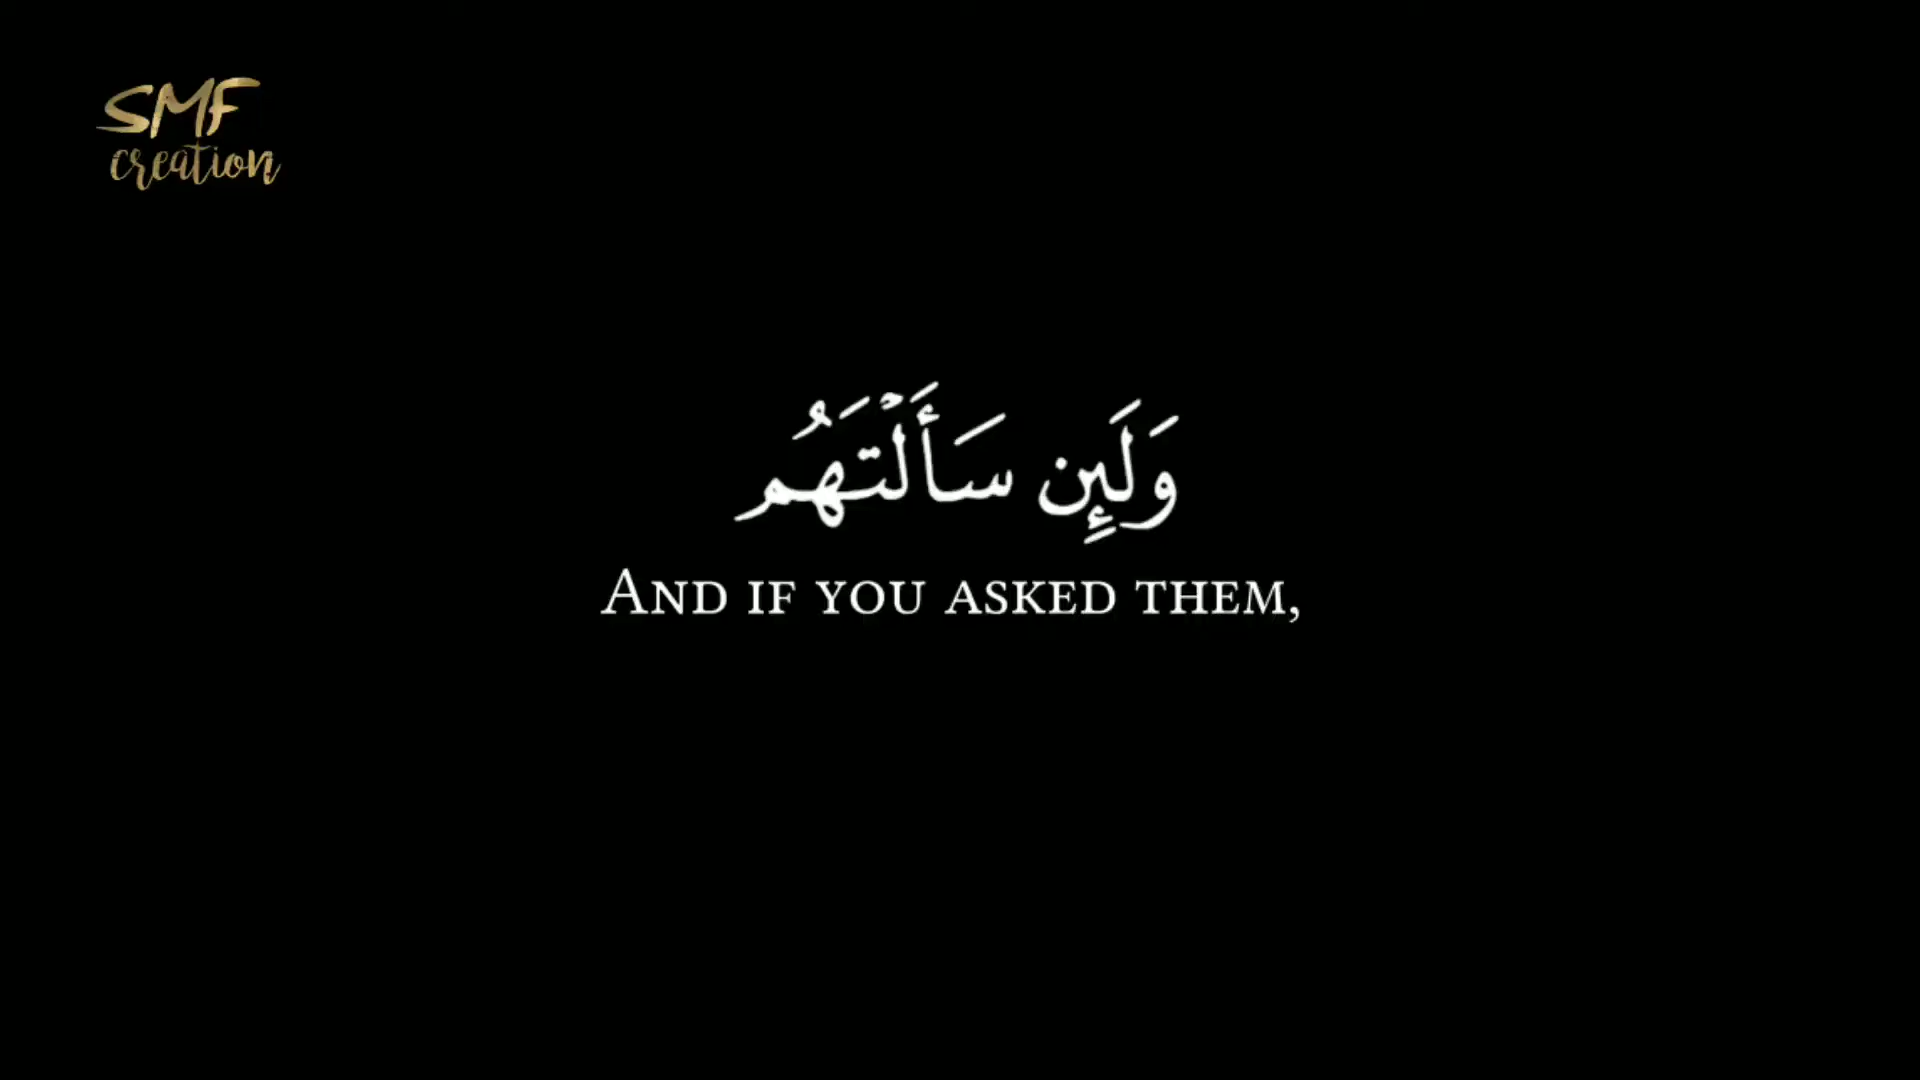 SMF
creation
وَلَئِن سَأَلۡتَهُم
And if you asked them,